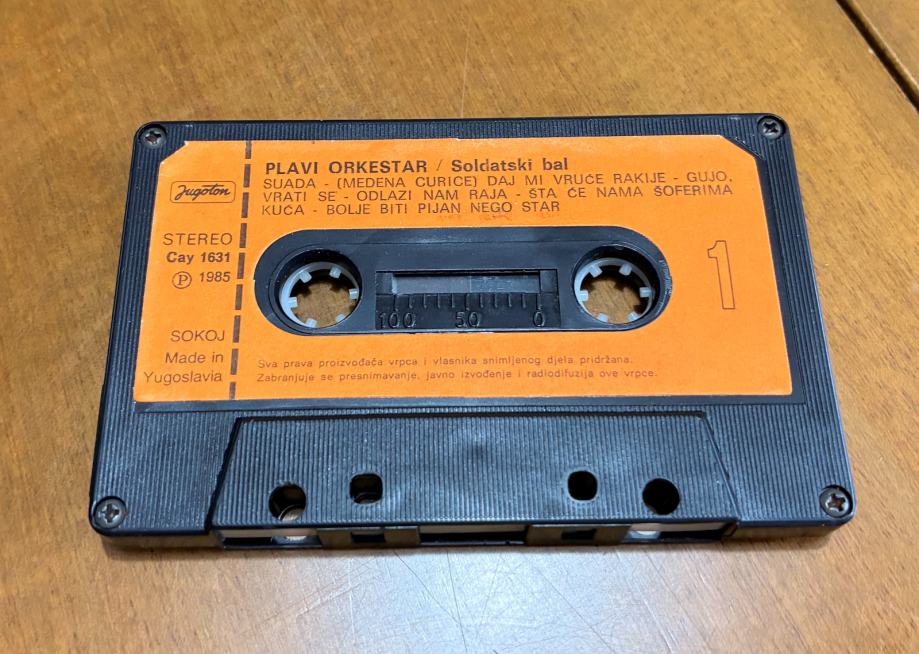 PLAVI ORKESTAR / Soldatski bal
SUADA - (MEDENA CURICE) DAJ MI VRUĆE RAKIJE - GUJO,
VRATI SE - ODLAZI NAM RAJA - ŠTA ĆE NAMA ŠOFERIMA
KUĆA - BOLJE BITI PIJAN NEGO STAR
Jugoton
STEREO
Cay 1631
Ⓟ 1985
SOKOJ
Made in
Yugoslavia
100 50 0
1
Sva prava proizvođača vrpca i vlasnika snimljenog djela pridržana.
Zabranjuje se presnimavanje, javno izvođenje i radiodifuzija ove vrpce.